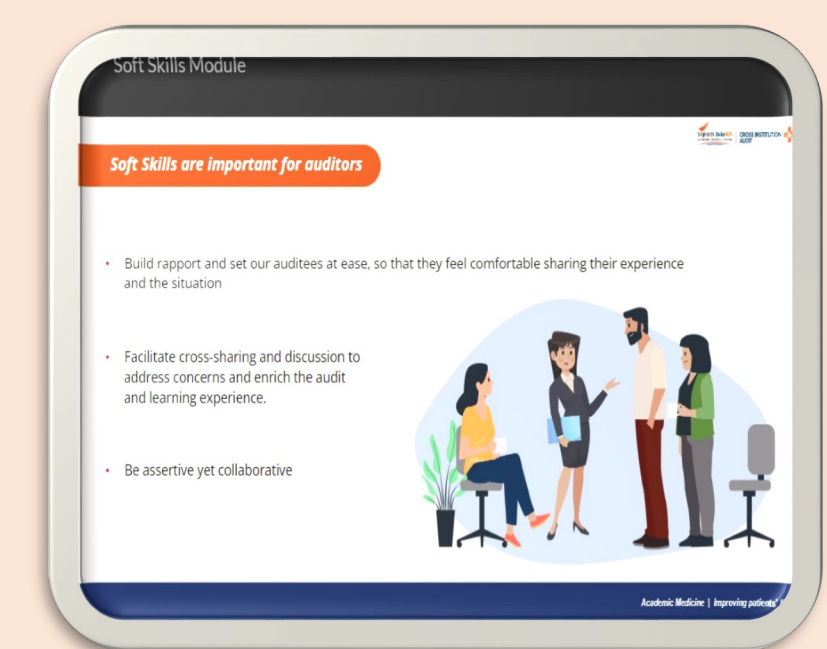 Soft Skills Module
CROSS INSTITUTION
AUDIT
Soft Skills are important for auditors
• Build rapport and set our auditees at ease, so that they feel comfortable sharing their experience
and the situation
• Facilitate cross-sharing and discussion to
address concerns and enrich the audit
and learning experience.
• Be assertive yet collaborative
Academic Medicine | Improving patients'